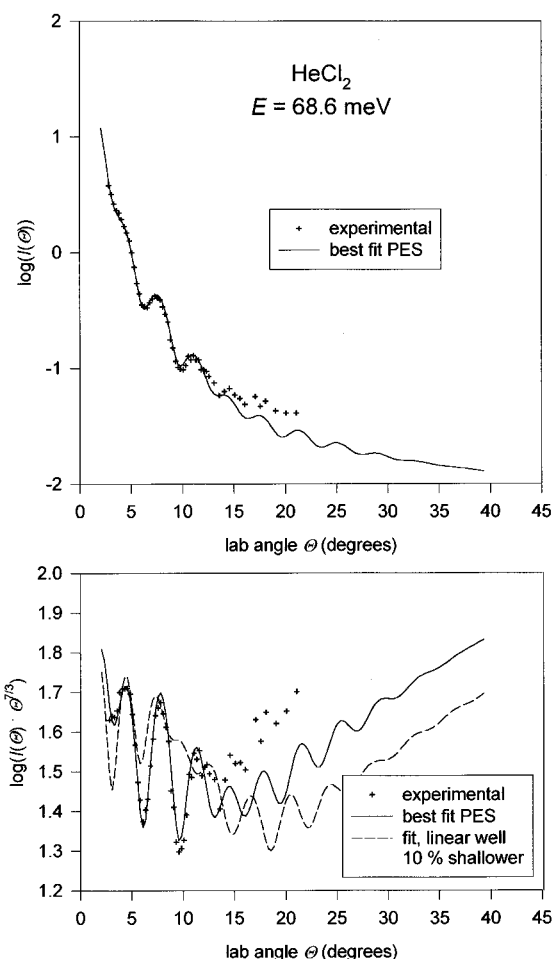 2
1
0
-1
-2
log(I(Θ))
HeCl₂
E = 68.6 meV
experimental
best fit PES
0 5 10 15 20 25 30 35 40 45
lab angle Θ (degrees)
2.0
1.9
1.8
1.7
1.6
1.5
1.4
1.3
1.2
log(I(Θ) · Θ^7/3)
experimental
best fit PES
fit, linear well
10 % shallower
0 5 10 15 20 25 30 35 40 45
lab angle Θ (degrees)